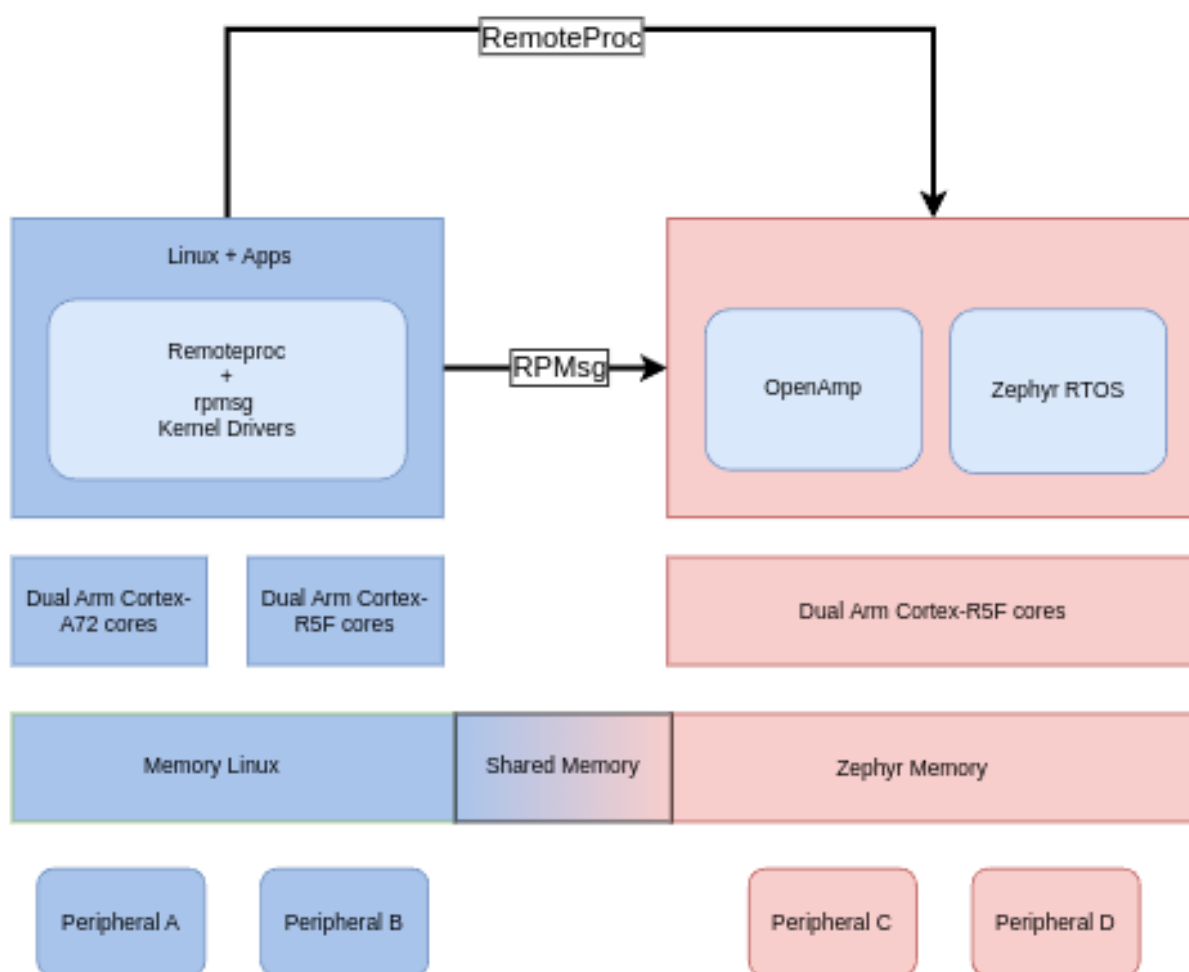 RemoteProc
Linux + Apps
Remoteproc
+
rpmsg
Kernel Drivers
RPMsg
OpenAmp
Zephyr RTOS
Dual Arm Cortex-
A72 cores
Dual Arm Cortex-
R5F cores
Dual Arm Cortex-R5F cores
Memory Linux
Shared Memory
Zephyr Memory
Peripheral A
Peripheral B
Peripheral C
Peripheral D